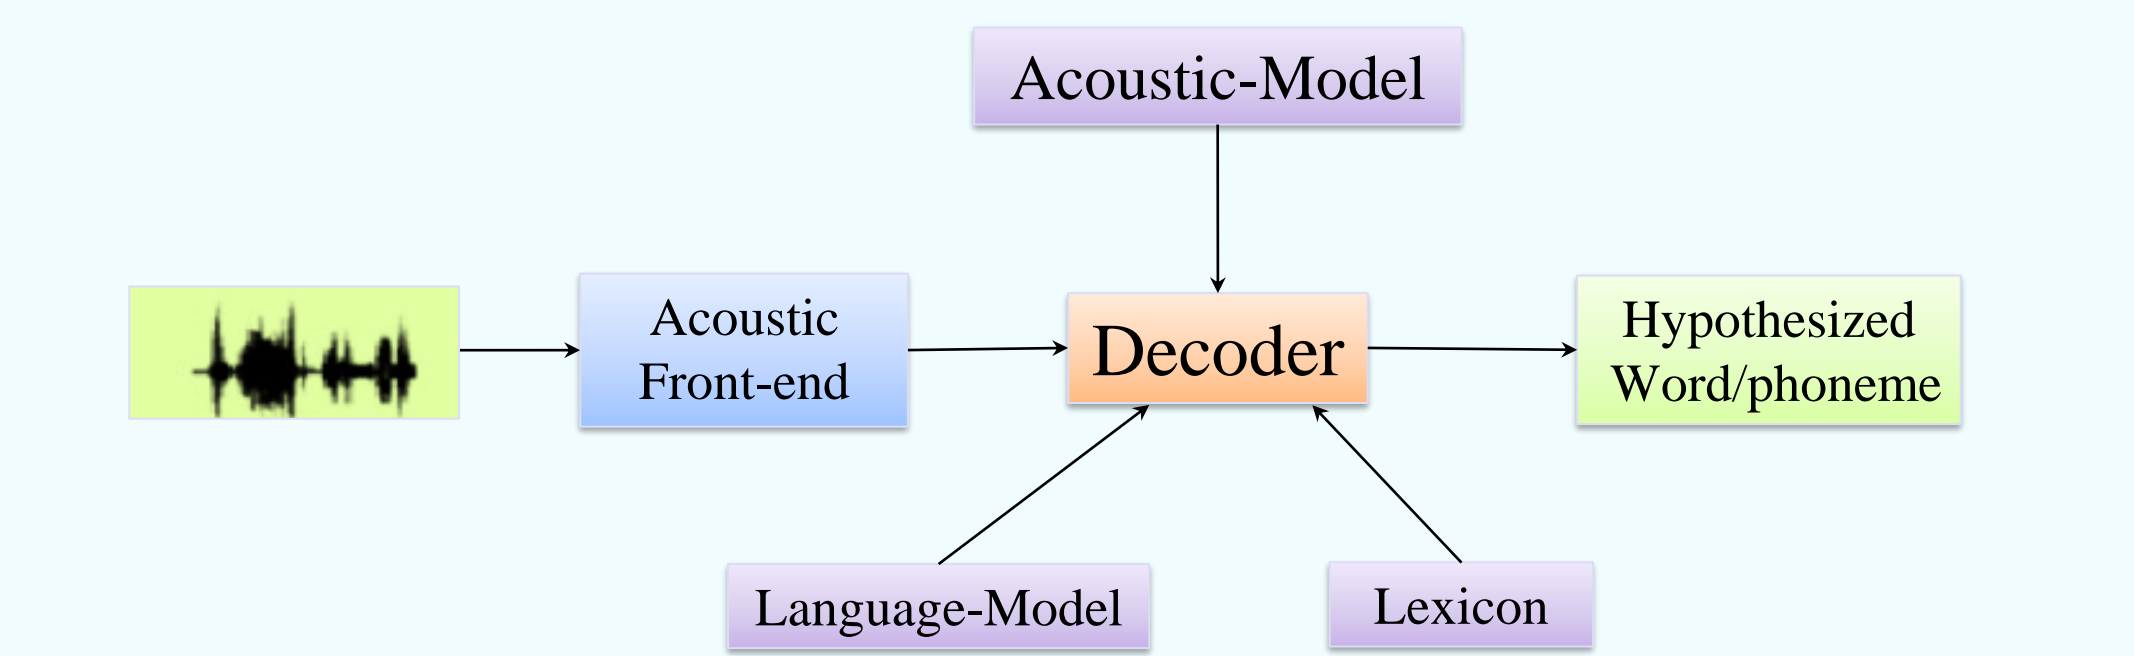 Acoustic-Model
Acoustic
Front-end
Decoder
Hypothesized
Word/phoneme
Language-Model
Lexicon